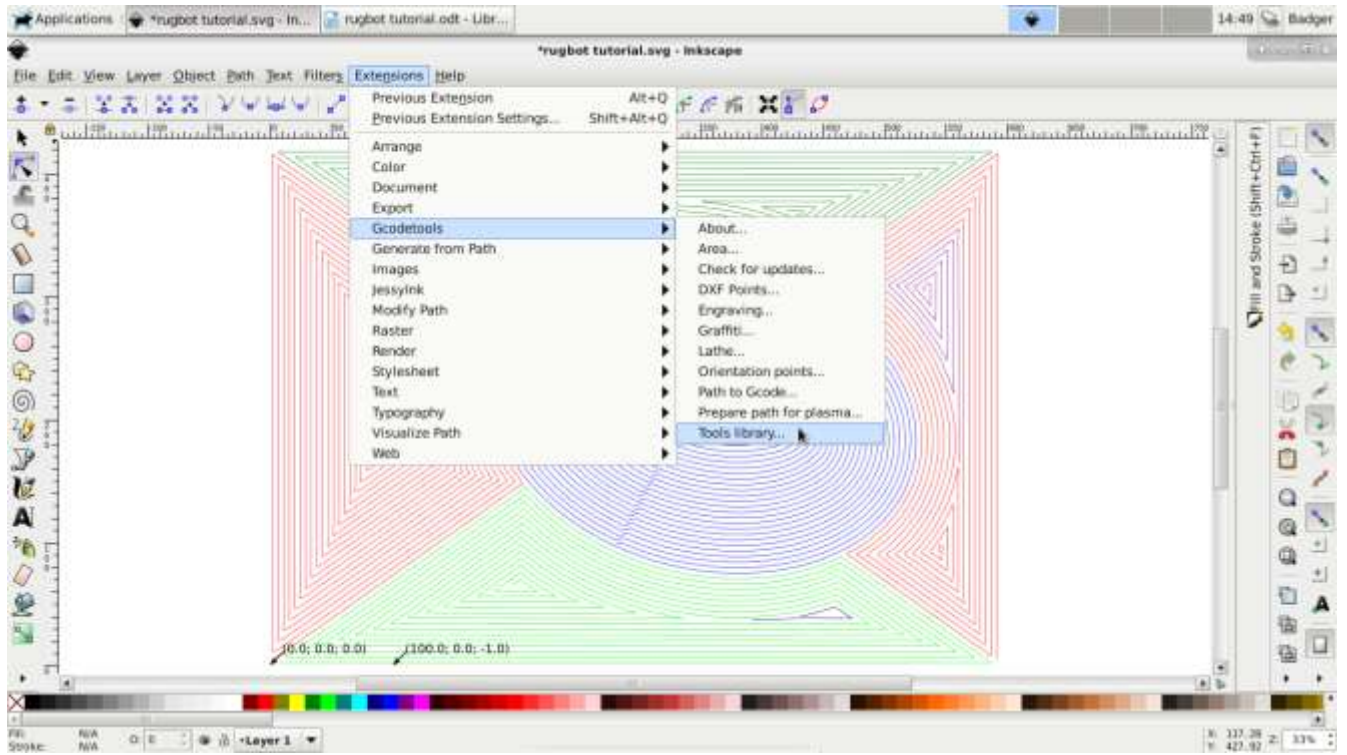 Applications *rugbot tutorial.svg - In... rugbot tutorial.odt - Libr... 14:49 Badger
*rugbot tutorial.svg - Inkscape
File Edit View Layer Object Path Text Filters Extensions Help
Previous Extension Alt+Q
Previous Extension Settings... Shift+Alt+Q
Arrange
Color
Document
Export
Gcodetools
Generate from Path
Images
JessyInk
Modify Path
Raster
Render
Stylesheet
Text
Typography
Visualize Path
Web
About...
Area...
Check for updates...
DXF Points...
Engraving...
Graffiti...
Lathe...
Orientation points...
Path to Gcode...
Prepare path for plasma...
Tools library...
Fill and Stroke (Shift+Ctrl+F)
(0.0; 0.0; 0.0) (100.0; 0.0; -1.0)
Fill: N/A
Stroke: N/A
O: 0
•Layer 1
X: 337.28
Y: 427.92
Z: 33%